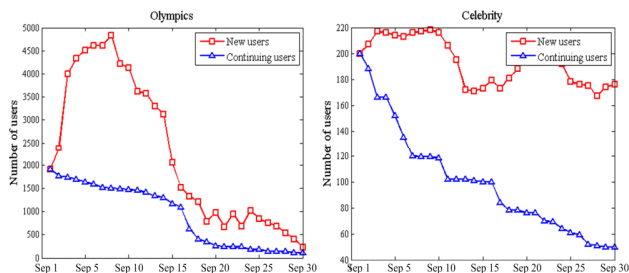 Olympics
5000
4500
4000
3500
3000
2500
2000
1500
1000
500
0
Number of users
New users
Continuing users
Sep 1
Sep 5
Sep 10
Sep 15
Sep 20
Sep 25
Sep 30
Celebrity
220
200
180
160
140
120
100
80
60
40
Number of users
New users
Continuing users
Sep 1
Sep 5
Sep 10
Sep 15
Sep 20
Sep 25
Sep 30